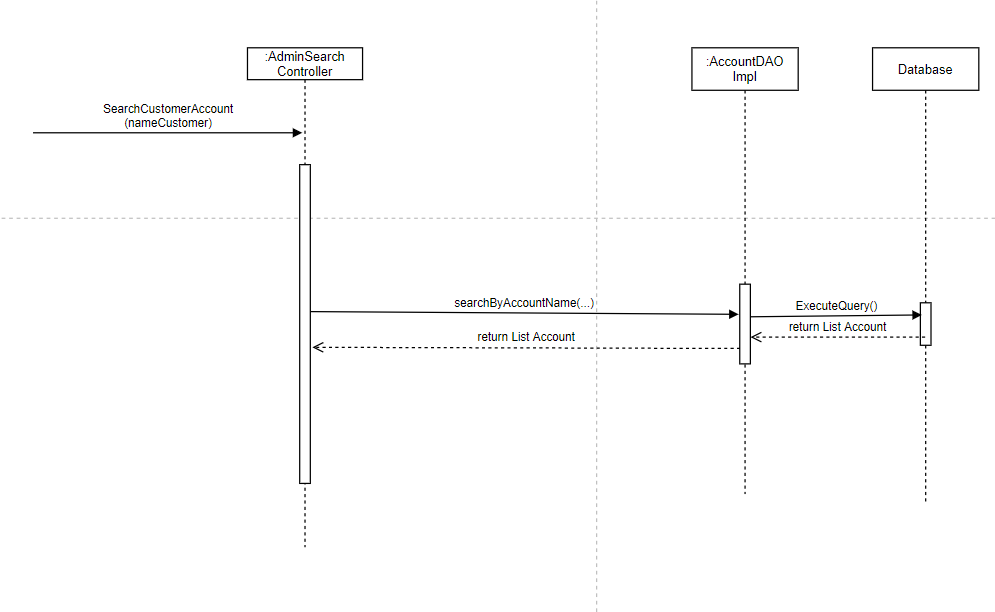 :AdminSearch
Controller
:AccountDAO
Impl
Database
SearchCustomerAccount
(nameCustomer)
searchByAccountName(...)
ExecuteQuery()
return List Account
return List Account